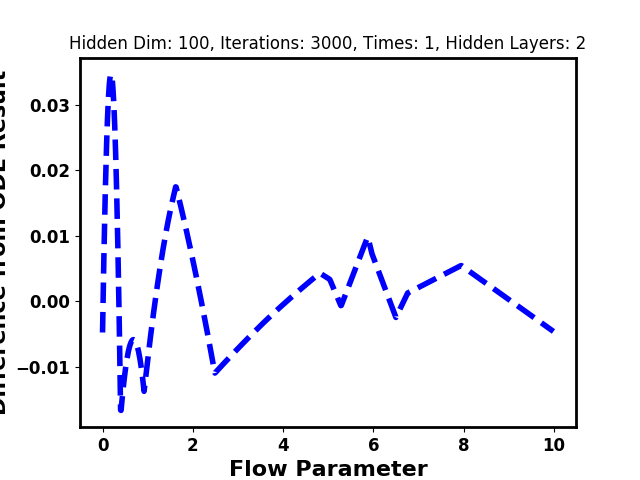 Hidden Dim: 100, Iterations: 3000, Times: 1, Hidden Layers: 2
Difference from ODE Result
0.03
0.02
0.01
0.00
−0.01
0 2 4 6 8 10
Flow Parameter